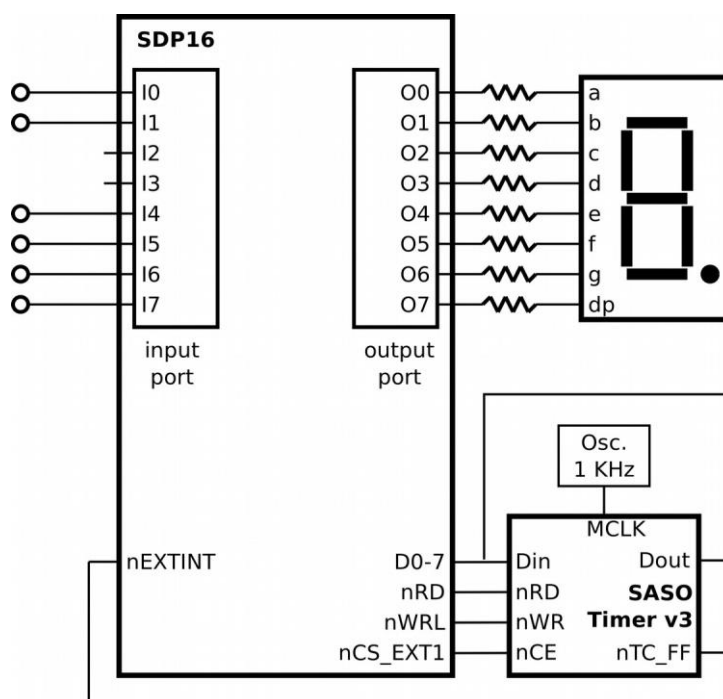 SDP16
I0 O0 a
I1 O1 b
I2 O2 c
I3 O3 d
I4 O4 e
I5 O5 f
I6 O6 g
I7 O7 dp
input output
port port
Osc.
1 KHz
MCLK
nEXTINT D0-7 Din Dout
nRD nRD SASO
nWRL nWR Timer v3
nCS_EXT1 nCE nTC_FF